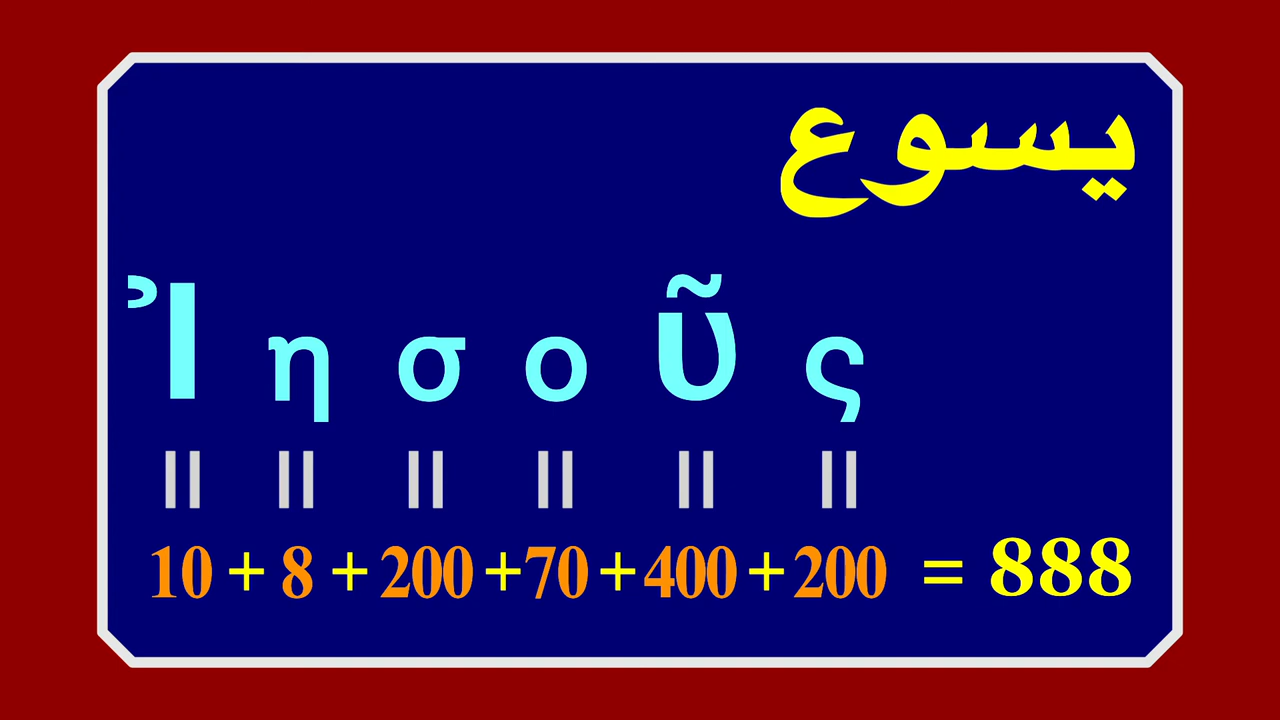 يسوع
Ἰ η σ ο ῦ ς
|| || || || || ||
10 + 8 + 200 + 70 + 400 + 200 = 888